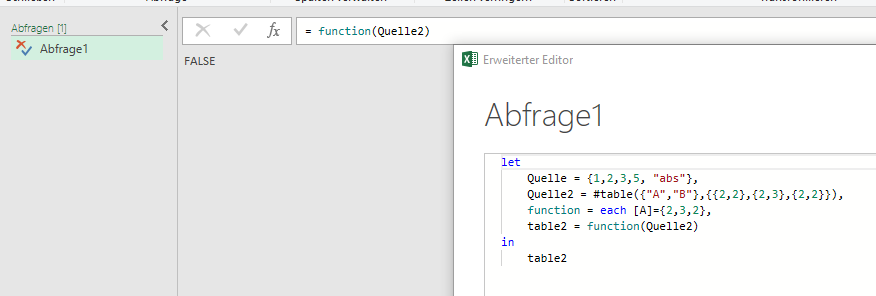 Abfragen [1]
Abfrage1
fx
= function(Quelle2)
FALSE
Erweiterter Editor
Abfrage1
let
Quelle = {1,2,3,5, "abs"},
Quelle2 = #table({"A","B"},{{2,2},{2,3},{2,2}}),
function = each [A]={2,3,2},
table2 = function(Quelle2)
in
table2